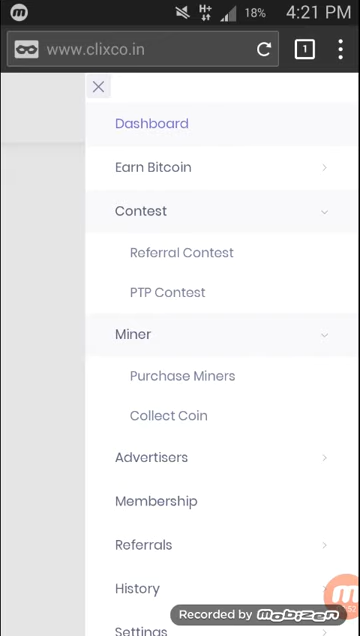 18% 4:21 PM
www.clixco.in 1
Dashboard
Earn Bitcoin
Contest
Referral Contest
PTP Contest
Miner
Purchase Miners
Collect Coin
Advertisers
Membership
Referrals
History
Recorded by mobizen
Settings